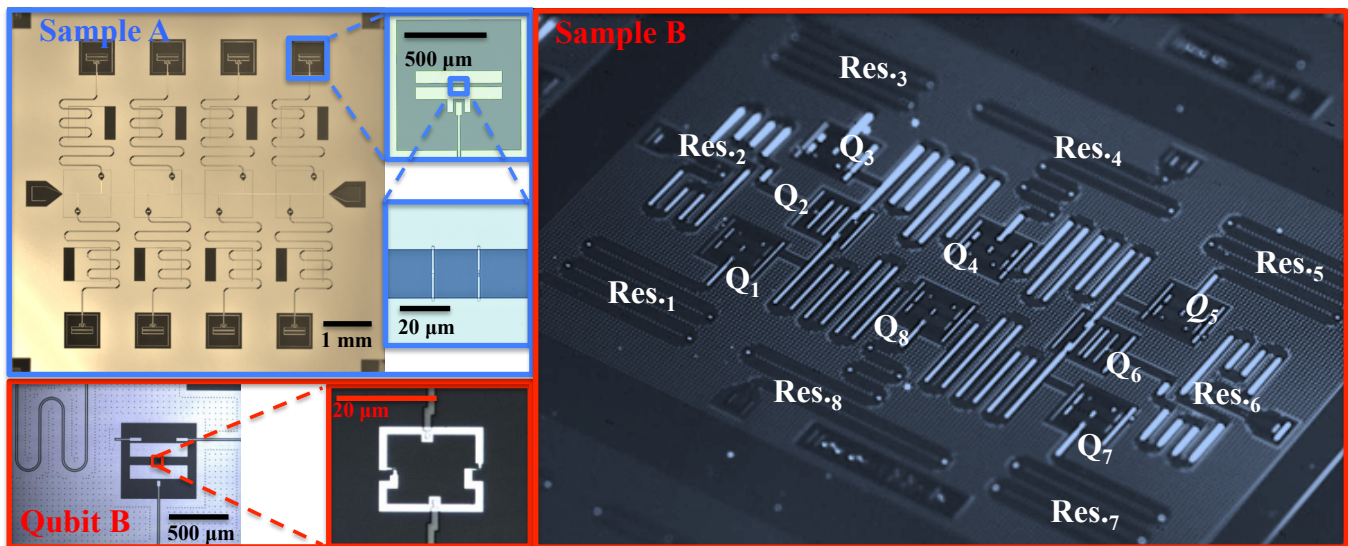 Sample A
500 μm
20 μm
1 mm
Qubit B
500 μm
20 μm
Sample B
Res.3
Res.4
Q3
Res.2
Q2
Q4
Q1
Res.5
Res.1
Q5
Q8
Q6
Res.6
Res.8
Q7
Res.7